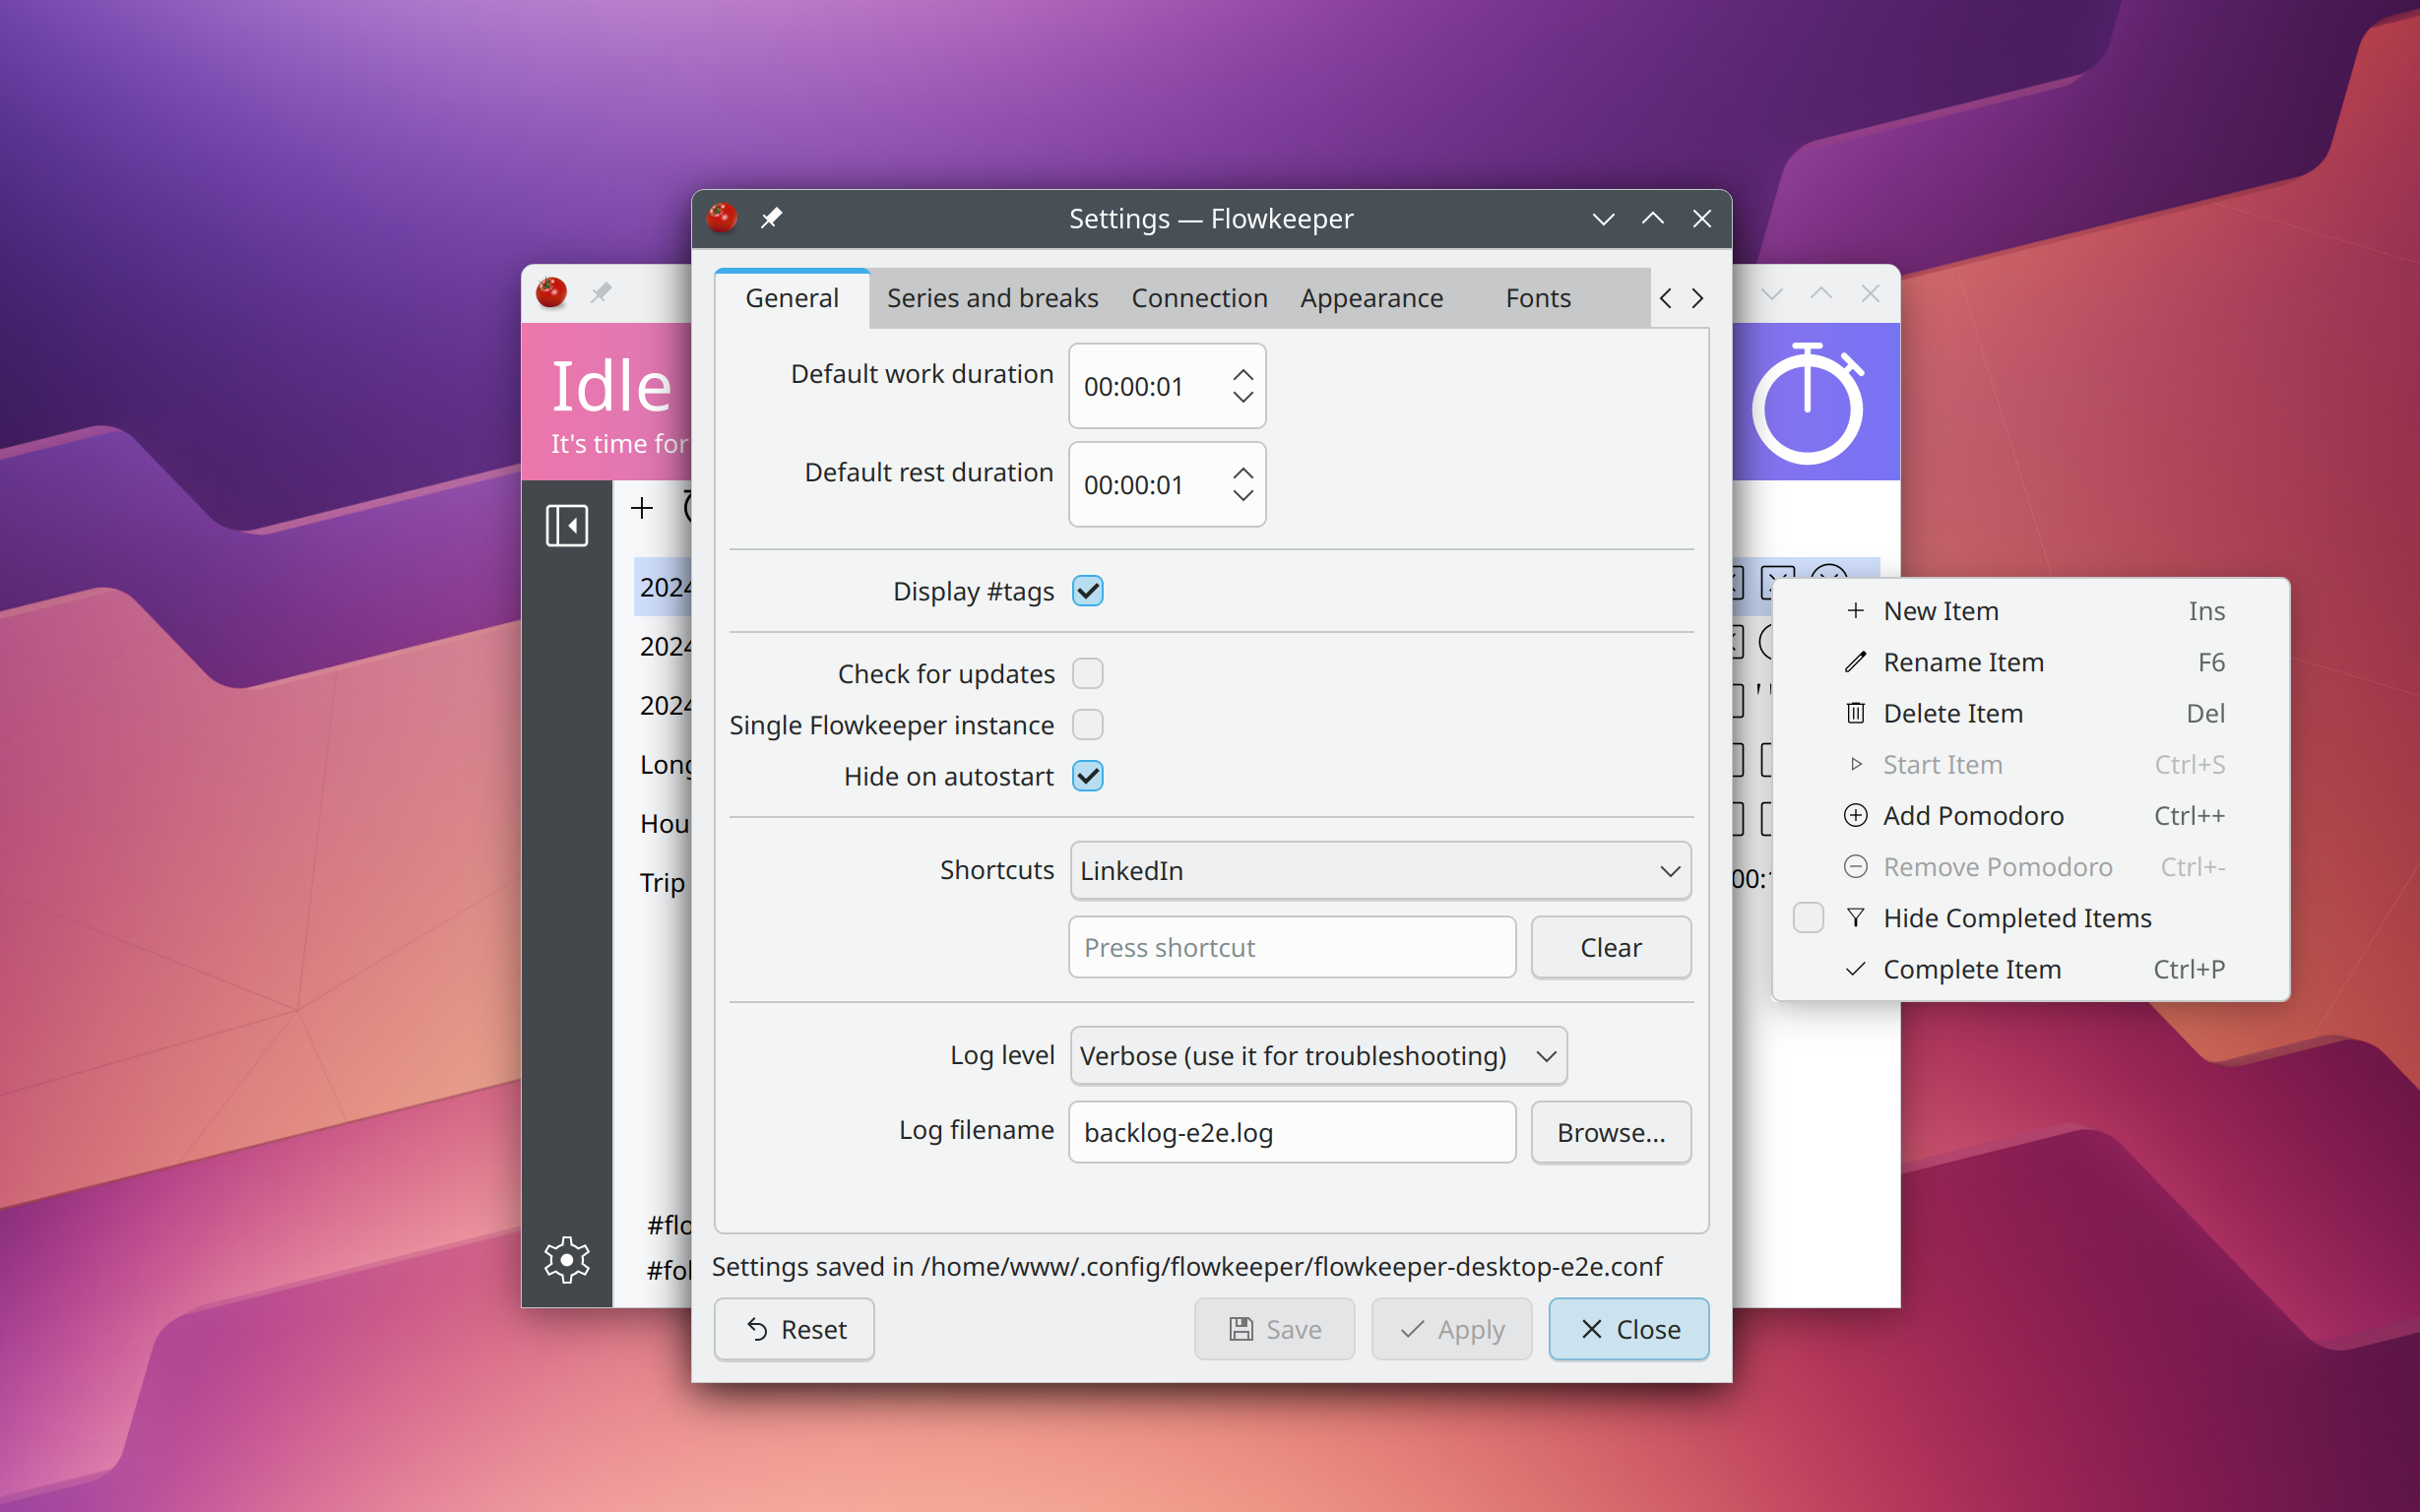 Settings — Flowkeeper
General Series and breaks Connection Appearance Fonts
Idle
It's time for
Default work duration 00:00:01
Default rest duration 00:00:01
Display #tags
Check for updates
Single Flowkeeper instance
Hide on autostart
Shortcuts LinkedIn
Press shortcut Clear
Log level Verbose (use it for troubleshooting)
Log filename backlog-e2e.log Browse...
Settings saved in /home/www/.config/flowkeeper/flowkeeper-desktop-e2e.conf
Reset Save Apply Close
2024
2024
2024
Long
Hou
Trip
#flo
#fol
00:
New Item Ins
Rename Item F6
Delete Item Del
Start Item Ctrl+S
Add Pomodoro Ctrl++
Remove Pomodoro Ctrl+-
Hide Completed Items
Complete Item Ctrl+P